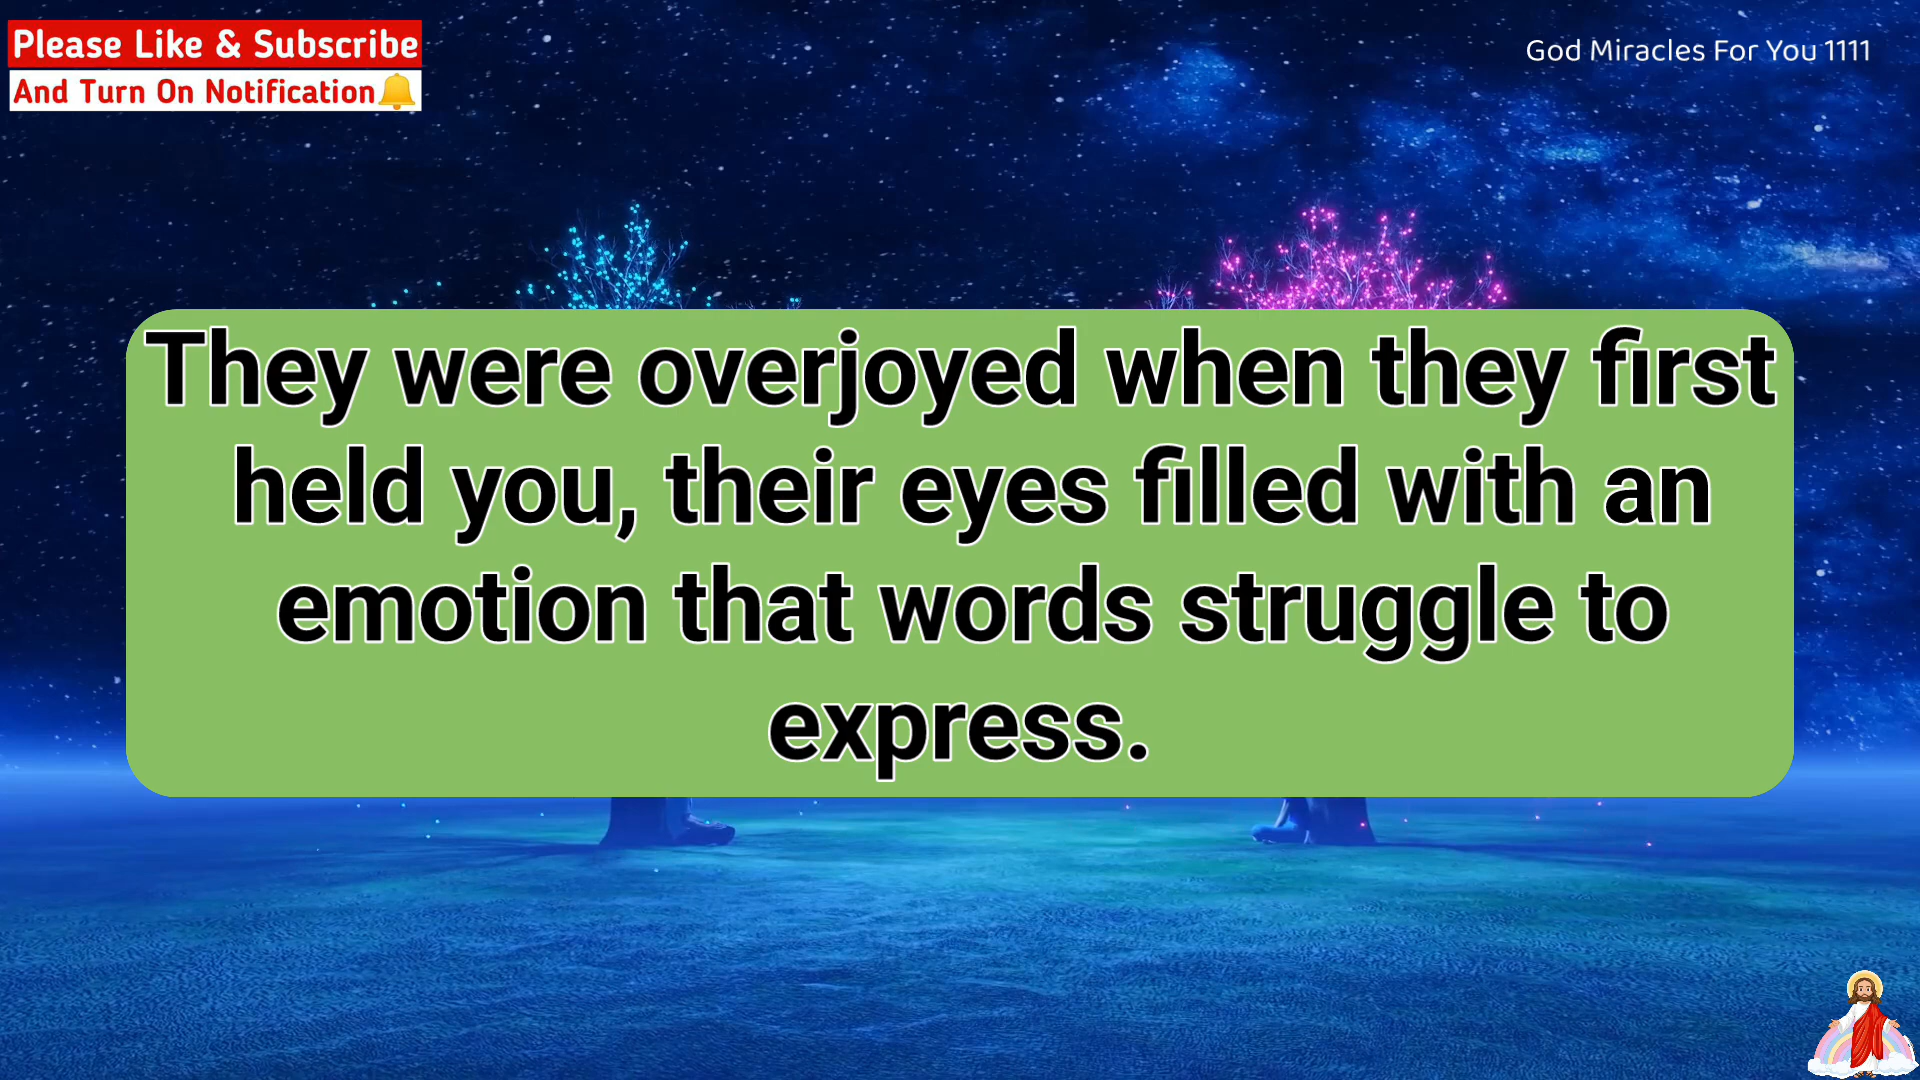 Please Like & Subscribe
And Turn On Notification🔔
God Miracles For You 1111
They were overjoyed when they first
held you, their eyes filled with an
emotion that words struggle to
express.